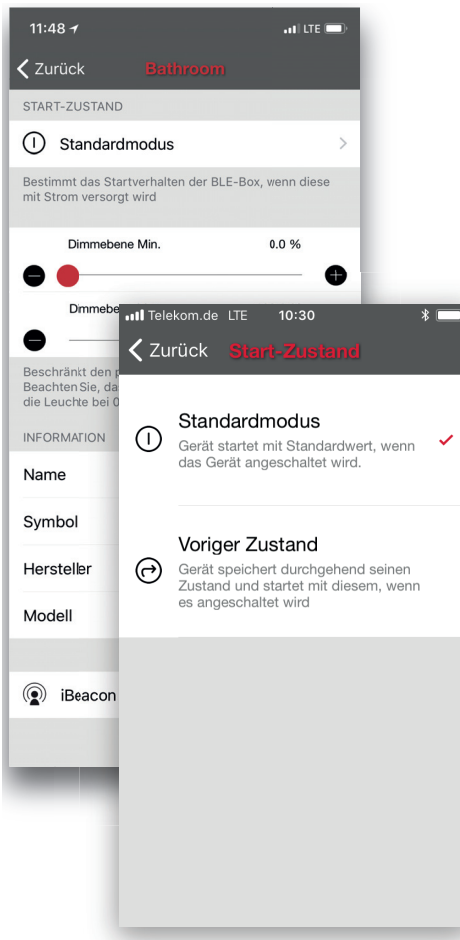 11:48 LTE
Zurück Bathroom
START-ZUSTAND
Standardmodus
Bestimmt das Startverhalten der BLE-Box, wenn diese
mit Strom versorgt wird
Dimmebene Min. 0.0 %
Dmmebe
Beschränkt den
Beachten Sie, da
die Leuchte bei 0
INFORMATION
Name
Symbol
Hersteller
Modell
iBeacon
Telekom.de LTE 10:30
Zurück Start-Zustand
Standardmodus
Gerät startet mit Standardwert, wenn
das Gerät angeschaltet wird.
Voriger Zustand
Gerät speichert durchgehend seinen
Zustand und startet mit diesem, wenn
es angeschaltet wird